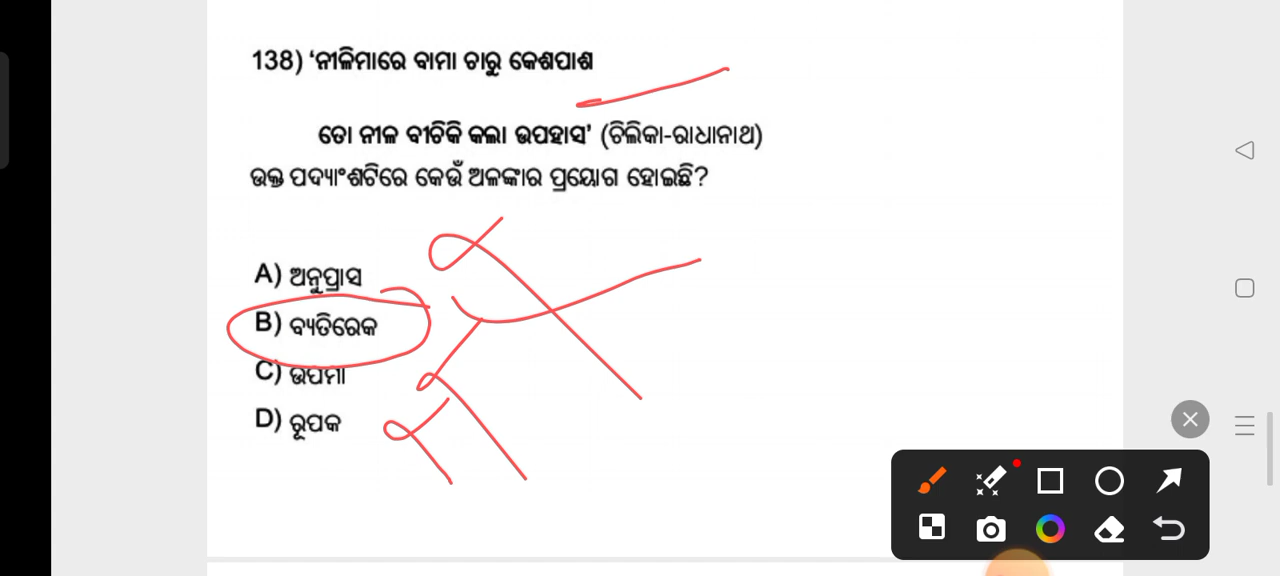 138) ‘ନୀଳିମାରେ ବାମା ଚାରୁ କେଶପାଶ
ତୋ ନୀଳ ବୀଚିକି କଲା ଉପହାସ’ (ଚିଲିକା-ରାଧାନାଥ)
ଉକ୍ତ ପଦ୍ୟାଂଶଟିରେ କେଉଁ ଅଳଙ୍କାର ପ୍ରୟୋଗ ହୋଇଛି?
A) ଅନୁପ୍ରାସ
B) ବ୍ୟତିରେକ
C) ଉପମା
D) ରୂପକ